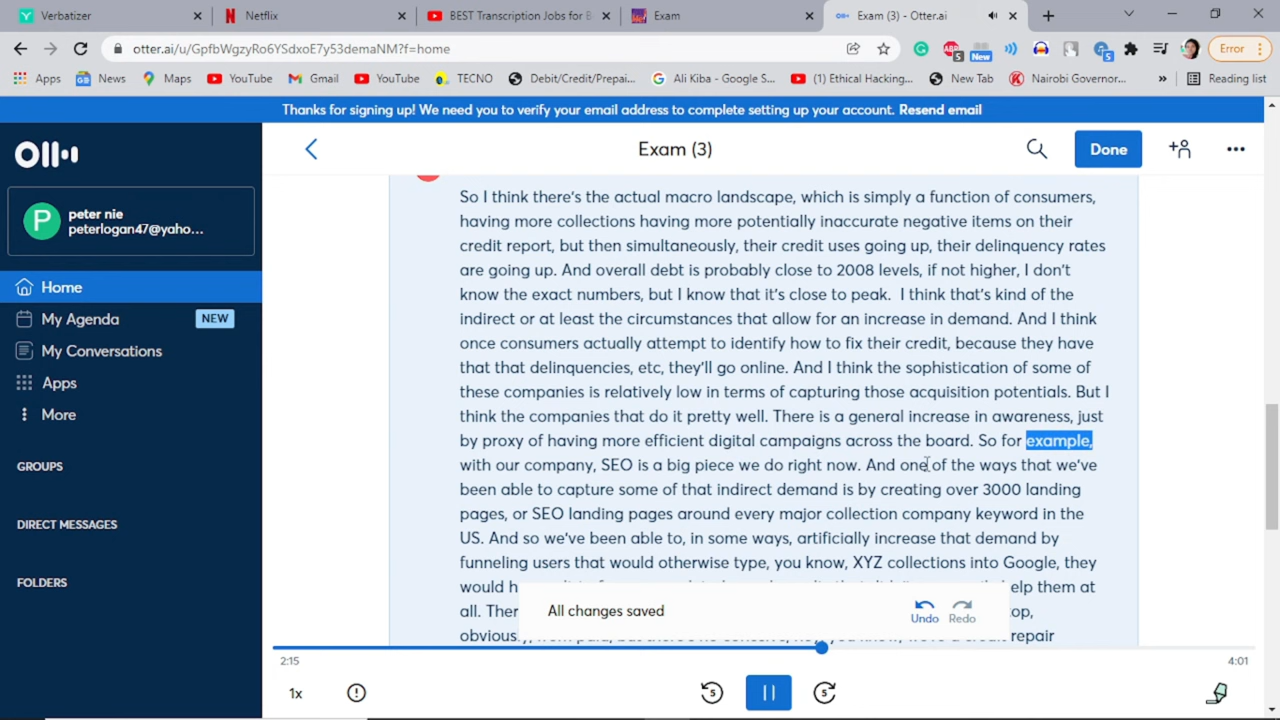 Verbatizer
Netflix
BEST Transcription Jobs for B
Exam
Exam (3) - Otter.ai
otter.ai/u/GpfbWgzyRo6YSdxoE7y53demaNM?f=home
5
New
5
Error
Apps
News
Maps
YouTube
Gmail
YouTube
TECNO
Debit/Credit/Prepai...
Ali Kiba - Google S...
(1) Ethical Hacking...
New Tab
Nairobi Governor...
»
Reading list
Thanks for signing up! We need you to verify your email address to complete setting up your account. Resend email
Exam (3)
Done
P
peter nie
peterlogan47@yaho...
Home
My Agenda
NEW
My Conversations
Apps
More
GROUPS
DIRECT MESSAGES
FOLDERS
So I think there's the actual macro landscape, which is simply a function of consumers,
having more collections having more potentially inaccurate negative items on their
credit report, but then simultaneously, their credit uses going up, their delinquency rates
are going up. And overall debt is probably close to 2008 levels, if not higher, I don't
know the exact numbers, but I know that it's close to peak. I think that's kind of the
indirect or at least the circumstances that allow for an increase in demand. And I think
once consumers actually attempt to identify how to fix their credit, because they have
that that delinquencies, etc, they'll go online. And I think the sophistication of some of
these companies is relatively low in terms of capturing those acquisition potentials. But I
think the companies that do it pretty well. There is a general increase in awareness, just
by proxy of having more efficient digital campaigns across the board. So for example,
with our company, SEO is a big piece we do right now. And one of the ways that we've
been able to capture some of that indirect demand is by creating over 3000 landing
pages, or SEO landing pages around every major collection company keyword in the
US. And so we've been able to, in some ways, artificially increase that demand by
funneling users that would otherwise type, you know, XYZ collections into Google, they
would h help them at
all. Ther
obviously, repair
All changes saved
Undo
Redo
2:15
4:01
1x
5
5